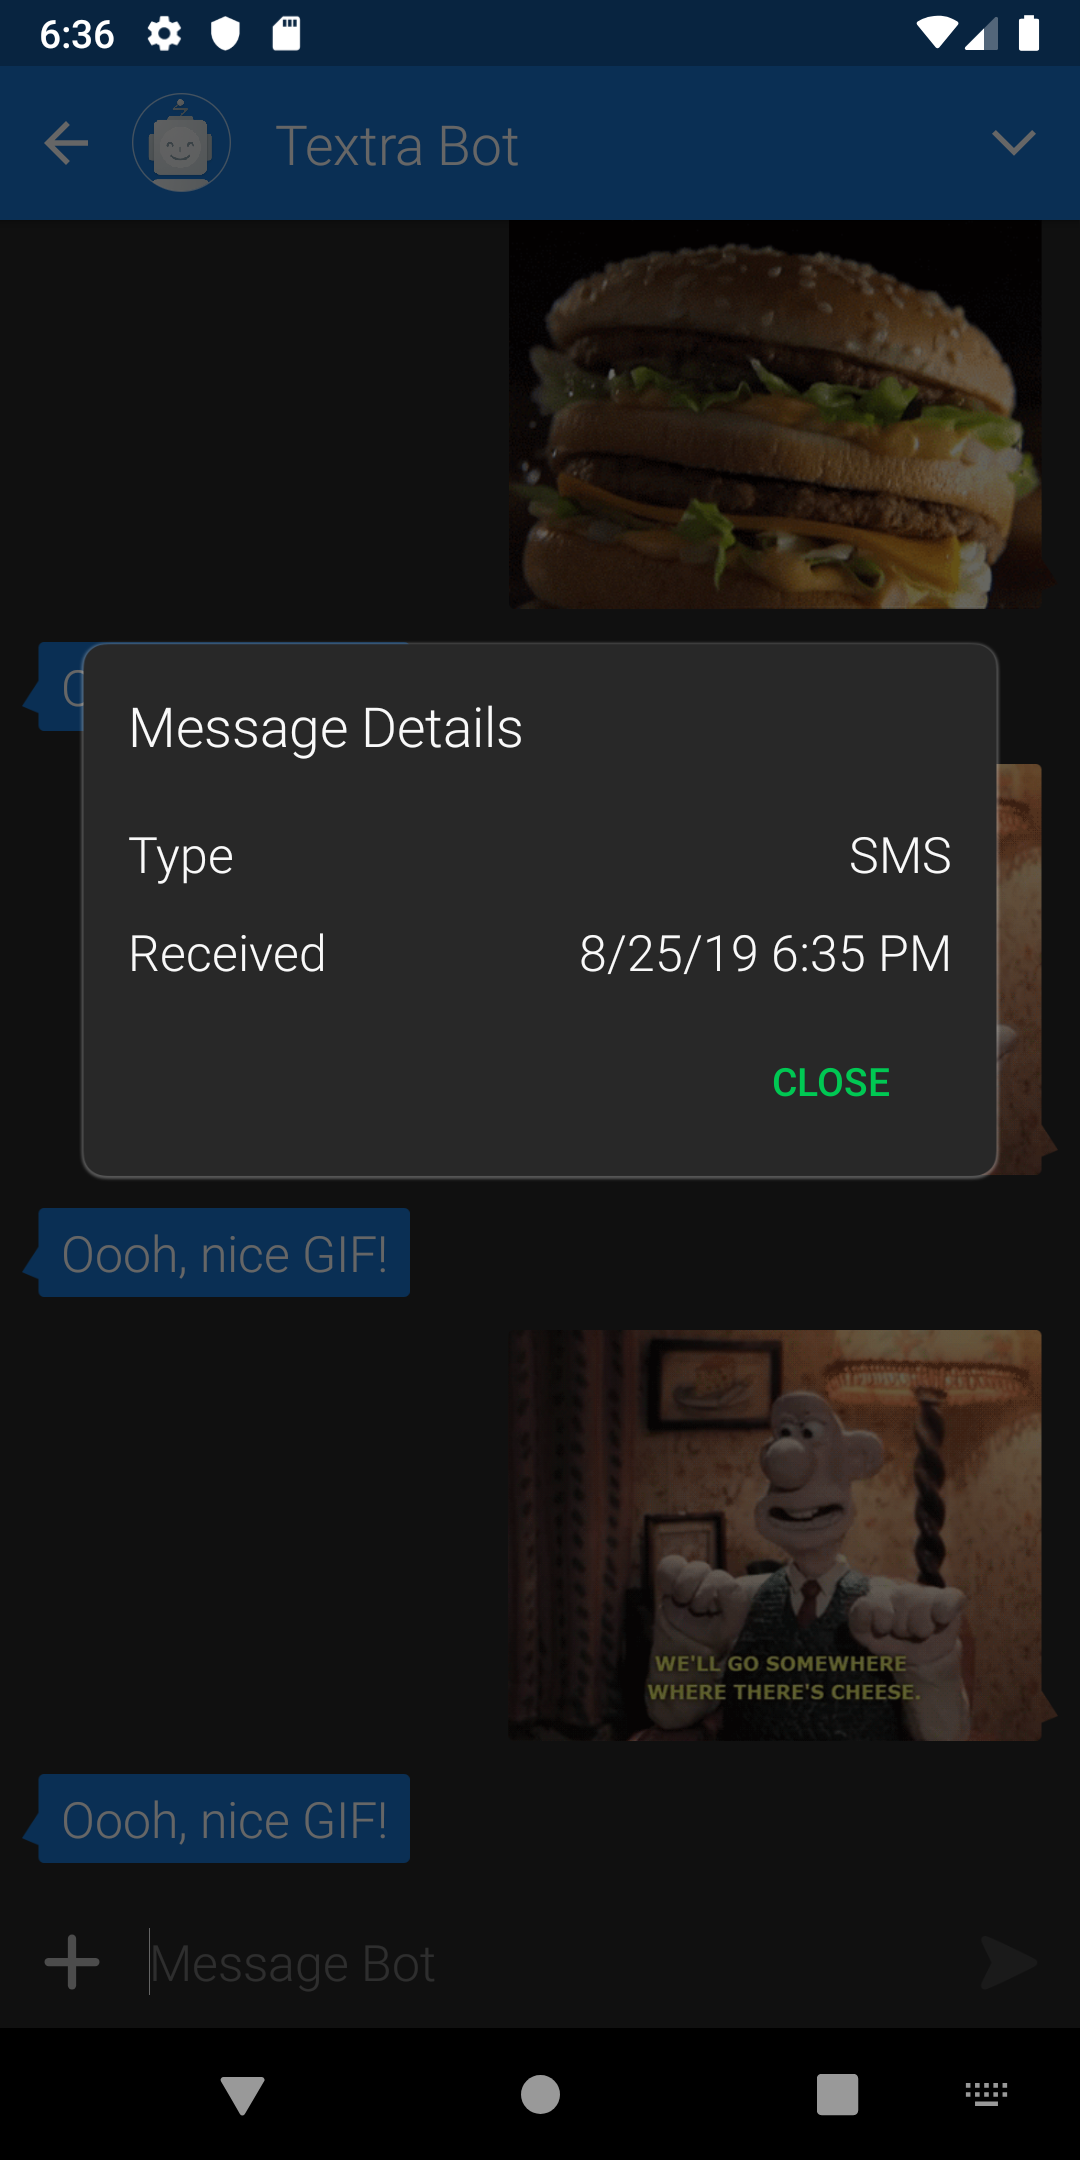 6:36
Textra Bot
Message Details
Type SMS
Received 8/25/19 6:35 PM
CLOSE
Oooh, nice GIF!
WE'LL GO SOMEWHERE
WHERE THERE'S CHEESE.
Oooh, nice GIF!
Message Bot